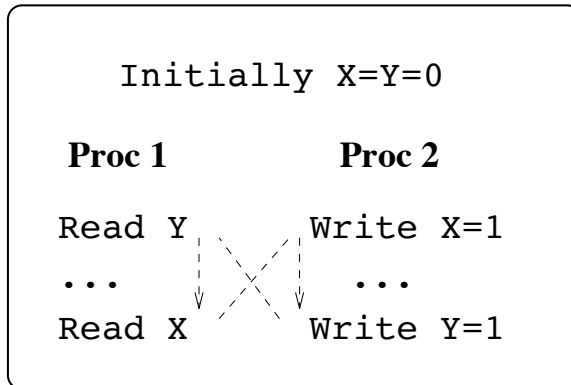 Initially X=Y=0
Proc 1 Proc 2
Read Y Write X=1
... ...
Read X Write Y=1